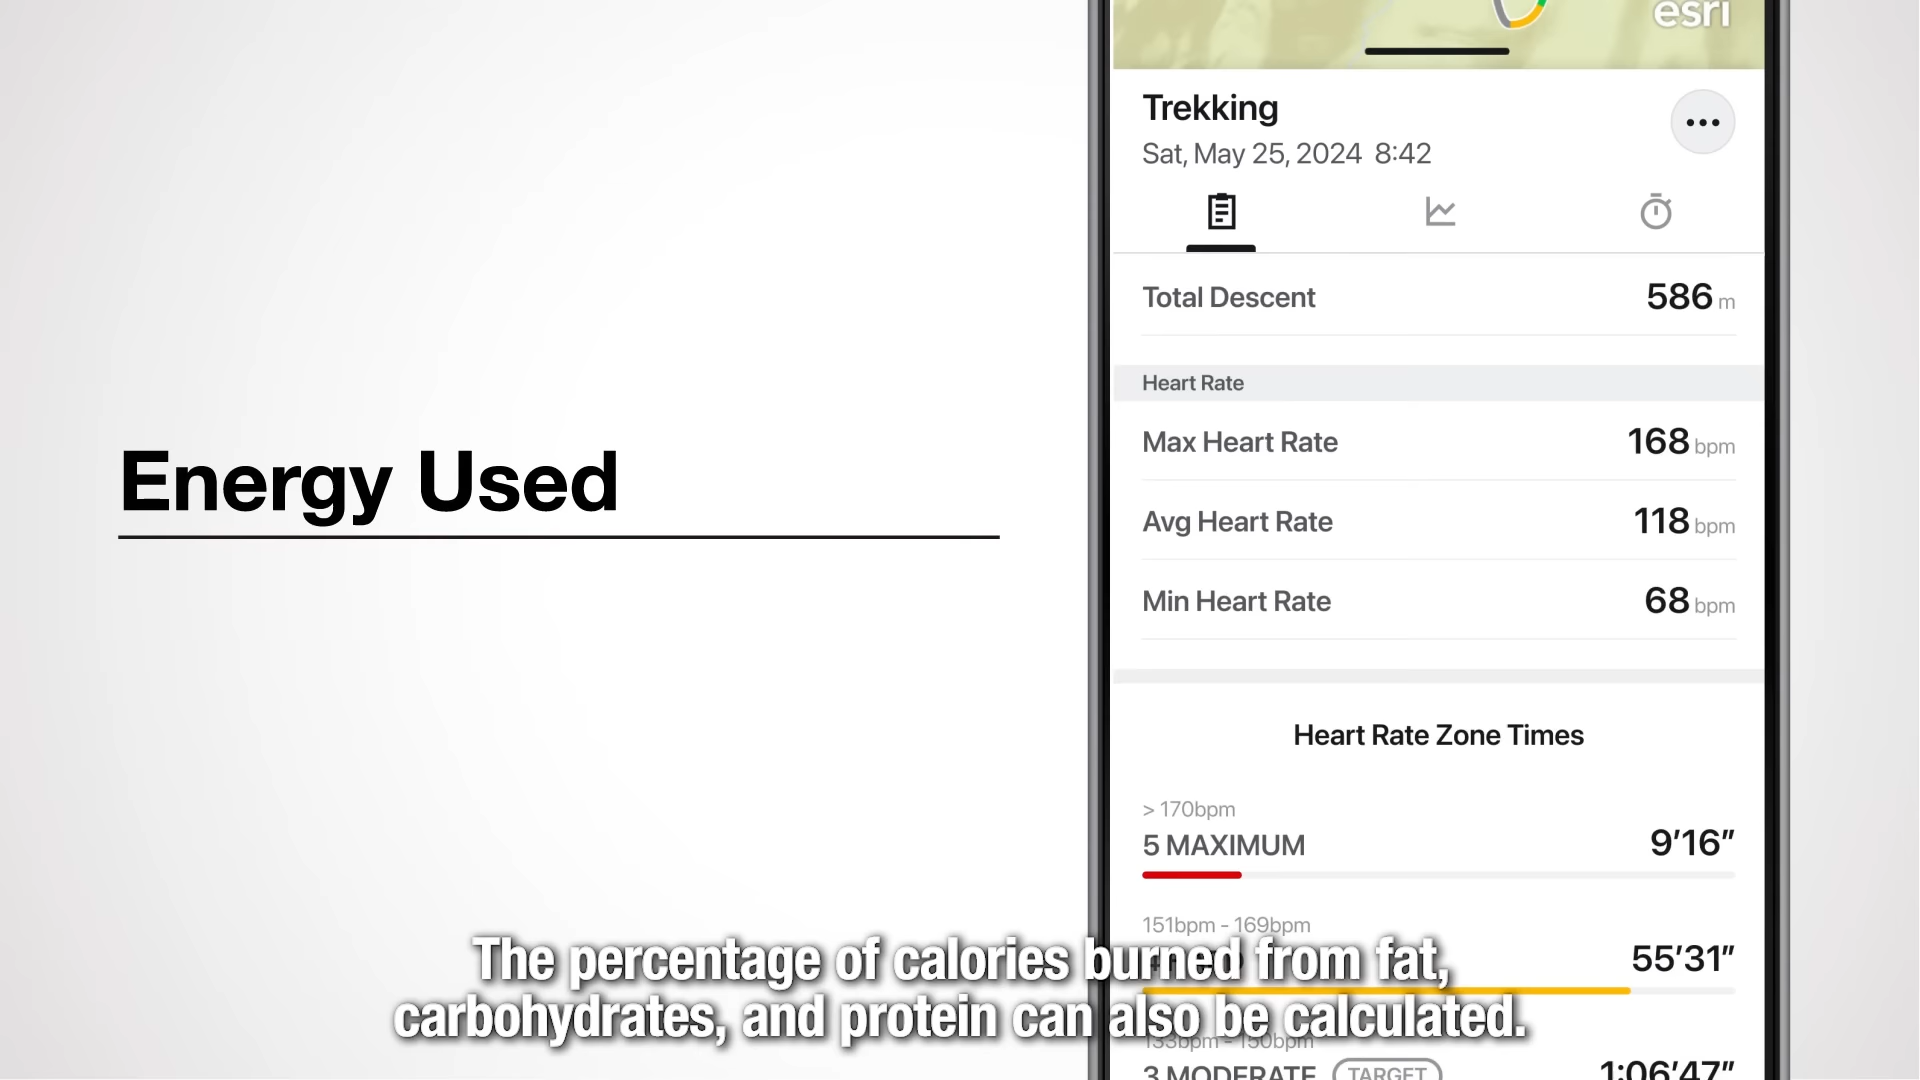 esri
Trekking
Sat, May 25, 2024 8:42
Total Descent 586 m
Heart Rate
Max Heart Rate 168 bpm
Avg Heart Rate 118 bpm
Min Heart Rate 68 bpm
Heart Rate Zone Times
> 170bpm
5 MAXIMUM 9′16″
151bpm - 169bpm
55′31″
133bpm - 150bpm
3 MODERATE TARGET 1:06′47″
Energy Used
The percentage of calories burned from fat,
carbohydrates, and protein can also be calculated.